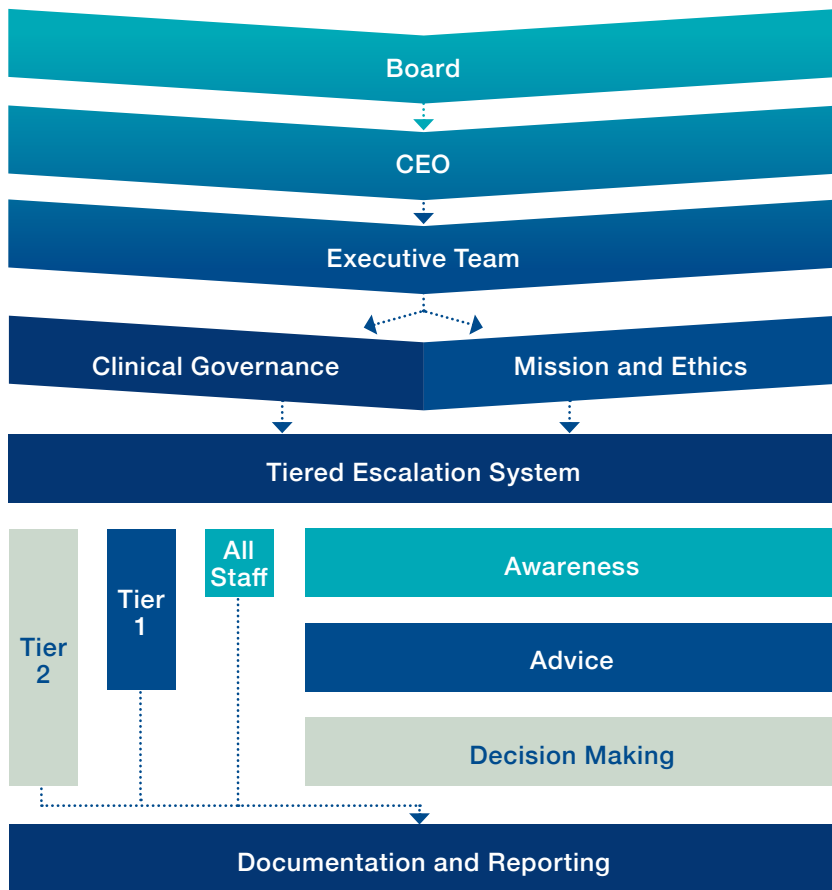 Board
CEO
Executive Team
Clinical Governance
Mission and Ethics
Tiered Escalation System
Tier
2
Tier
1
All
Staff
Awareness
Advice
Decision Making
Documentation and Reporting